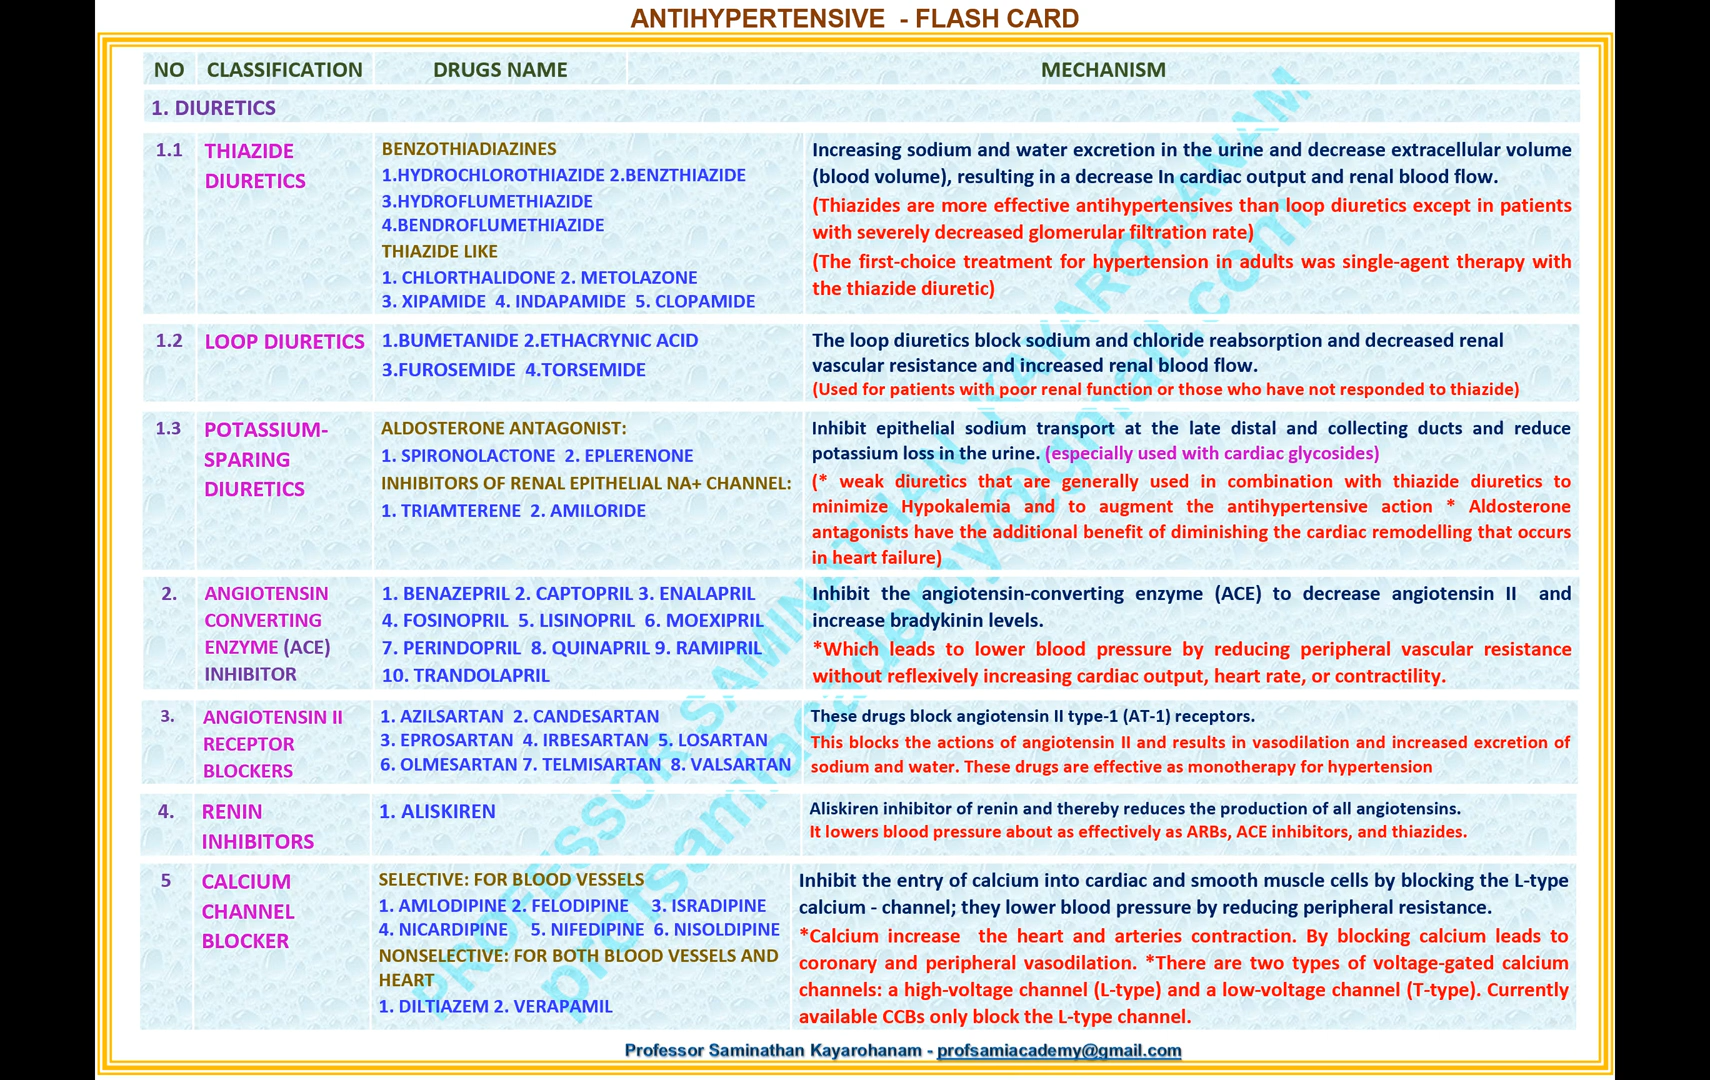 ANTIHYPERTENSIVE - FLASH CARD
NO CLASSIFICATION DRUGS NAME MECHANISM
1. DIURETICS
1.1 THIAZIDE
DIURETICS
BENZOTHIADIAZINES
1.HYDROCHLOROTHIAZIDE 2.BENZTHIAZIDE
3.HYDROFLUMETHIAZIDE
4.BENDROFLUMETHIAZIDE
THIAZIDE LIKE
1. CHLORTHALIDONE 2. METOLAZONE
3. XIPAMIDE 4. INDAPAMIDE 5. CLOPAMIDE
Increasing sodium and water excretion in the urine and decrease extracellular volume
(blood volume), resulting in a decrease In cardiac output and renal blood flow.
(Thiazides are more effective antihypertensives than loop diuretics except in patients
with severely decreased glomerular filtration rate)
(The first-choice treatment for hypertension in adults was single-agent therapy with
the thiazide diuretic)
1.2 LOOP DIURETICS
1.BUMETANIDE 2.ETHACRYNIC ACID
3.FUROSEMIDE 4.TORSEMIDE
The loop diuretics block sodium and chloride reabsorption and decreased renal
vascular resistance and increased renal blood flow.
(Used for patients with poor renal function or those who have not responded to thiazide)
1.3 POTASSIUM-
SPARING
DIURETICS
ALDOSTERONE ANTAGONIST:
1. SPIRONOLACTONE 2. EPLERENONE
INHIBITORS OF RENAL EPITHELIAL NA+ CHANNEL:
1. TRIAMTERENE 2. AMILORIDE
Inhibit epithelial sodium transport at the late distal and collecting ducts and reduce
potassium loss in the urine. (especially used with cardiac glycosides)
(* weak diuretics that are generally used in combination with thiazide diuretics to
minimize Hypokalemia and to augment the antihypertensive action * Aldosterone
antagonists have the additional benefit of diminishing the cardiac remodelling that occurs
in heart failure)
2. ANGIOTENSIN
CONVERTING
ENZYME (ACE)
INHIBITOR
1. BENAZEPRIL 2. CAPTOPRIL 3. ENALAPRIL
4. FOSINOPRIL 5. LISINOPRIL 6. MOEXIPRIL
7. PERINDOPRIL 8. QUINAPRIL 9. RAMIPRIL
10. TRANDOLAPRIL
Inhibit the angiotensin-converting enzyme (ACE) to decrease angiotensin II and
increase bradykinin levels.
*Which leads to lower blood pressure by reducing peripheral vascular resistance
without reflexively increasing cardiac output, heart rate, or contractility.
3. ANGIOTENSIN II
RECEPTOR
BLOCKERS
1. AZILSARTAN 2. CANDESARTAN
3. EPROSARTAN 4. IRBESARTAN 5. LOSARTAN
6. OLMESARTAN 7. TELMISARTAN 8. VALSARTAN
These drugs block angiotensin II type-1 (AT-1) receptors.
This blocks the actions of angiotensin II and results in vasodilation and increased excretion of
sodium and water. These drugs are effective as monotherapy for hypertension
4. RENIN
INHIBITORS
1. ALISKIREN
Aliskiren inhibitor of renin and thereby reduces the production of all angiotensins.
It lowers blood pressure about as effectively as ARBs, ACE inhibitors, and thiazides.
5 CALCIUM
CHANNEL
BLOCKER
SELECTIVE: FOR BLOOD VESSELS
1. AMLODIPINE 2. FELODIPINE 3. ISRADIPINE
4. NICARDIPINE 5. NIFEDIPINE 6. NISOLDIPINE
NONSELECTIVE: FOR BOTH BLOOD VESSELS AND
HEART
1. DILTIAZEM 2. VERAPAMIL
Inhibit the entry of calcium into cardiac and smooth muscle cells by blocking the L-type
calcium - channel; they lower blood pressure by reducing peripheral resistance.
*Calcium increase the heart and arteries contraction. By blocking calcium leads to
coronary and peripheral vasodilation. *There are two types of voltage-gated calcium
channels: a high-voltage channel (L-type) and a low-voltage channel (T-type). Currently
available CCBs only block the L-type channel.
PROFESSOR SAMINATHAN KAYAROHANAM
profsamiacademy@gmail.com
Professor Saminathan Kayarohanam - profsamiacademy@gmail.com